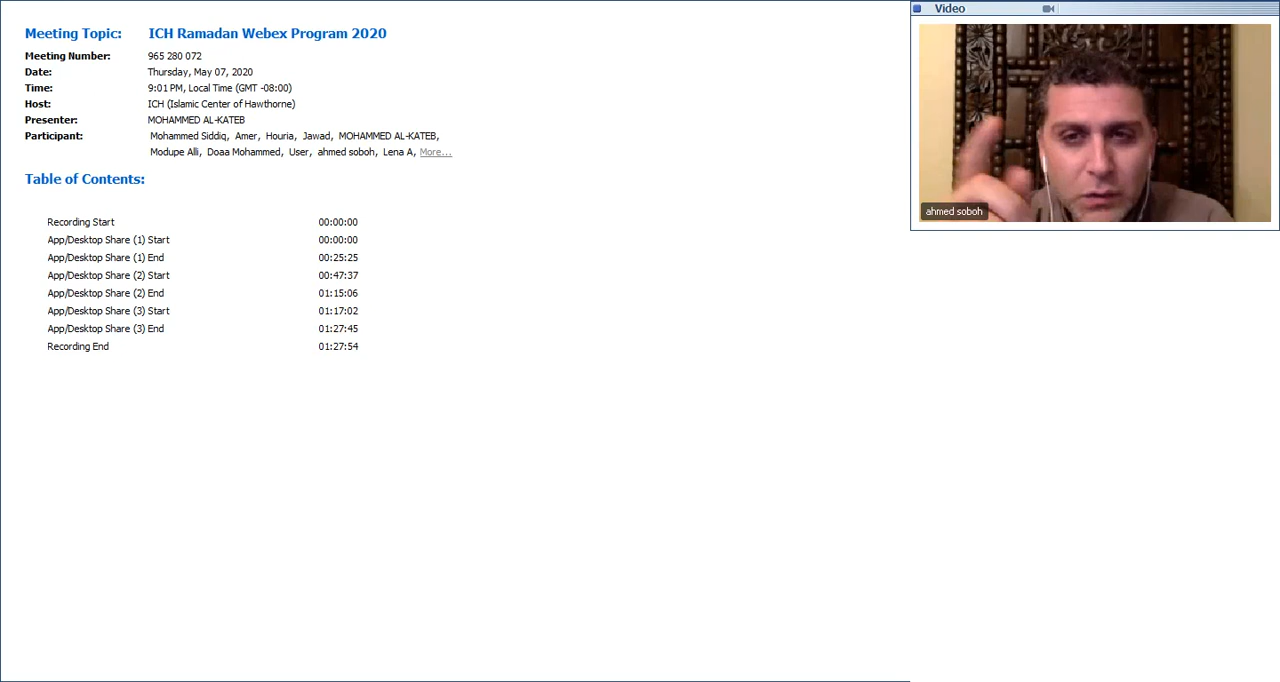 Meeting Topic: ICH Ramadan Webex Program 2020
Meeting Number: 965 280 072
Date: Thursday, May 07, 2020
Time: 9:01 PM, Local Time (GMT -08:00)
Host: ICH (Islamic Center of Hawthorne)
Presenter: MOHAMMED AL-KATEB
Participant: Mohammed Siddiq, Amer, Houria, Jawad, MOHAMMED AL-KATEB,
Modupe Alli, Doaa Mohammed, User, ahmed soboh, Lena A, More...
Table of Contents:
Recording Start 00:00:00
App/Desktop Share (1) Start 00:00:00
App/Desktop Share (1) End 00:25:25
App/Desktop Share (2) Start 00:47:37
App/Desktop Share (2) End 01:15:06
App/Desktop Share (3) Start 01:17:02
App/Desktop Share (3) End 01:27:45
Recording End 01:27:54
Video
ahmed soboh